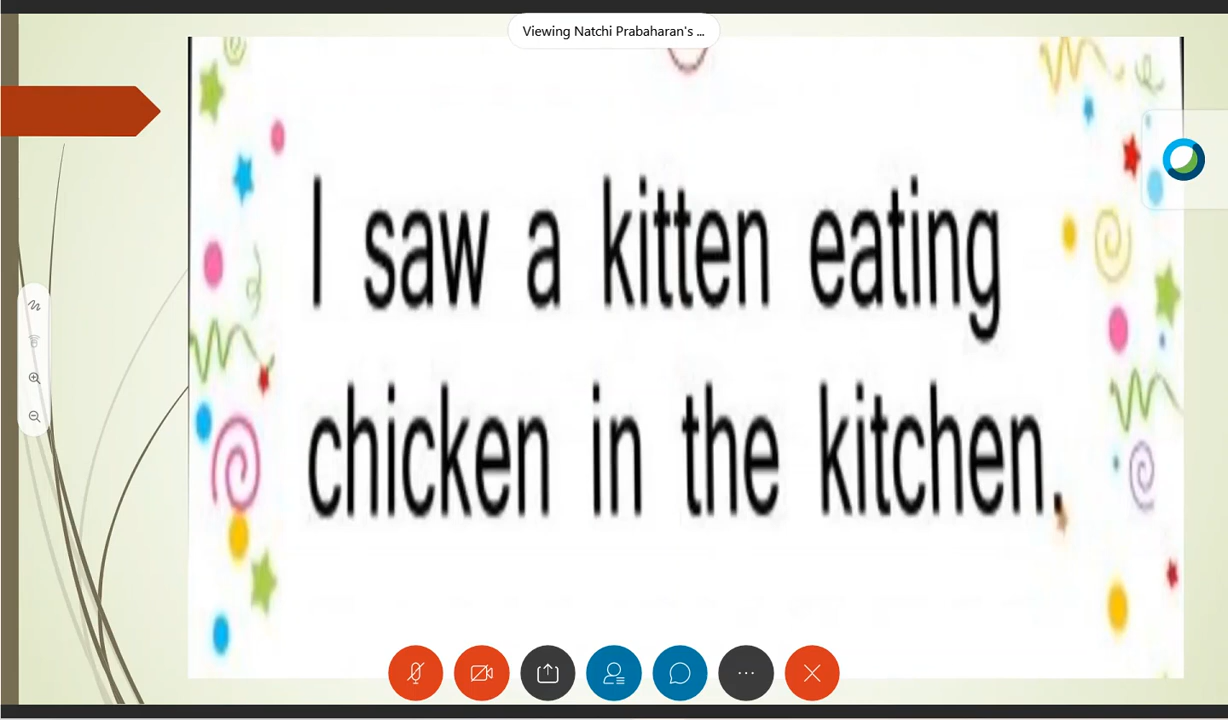 Viewing Natchi Prabaharan's ...
I saw a kitten eating
chicken in the kitchen.